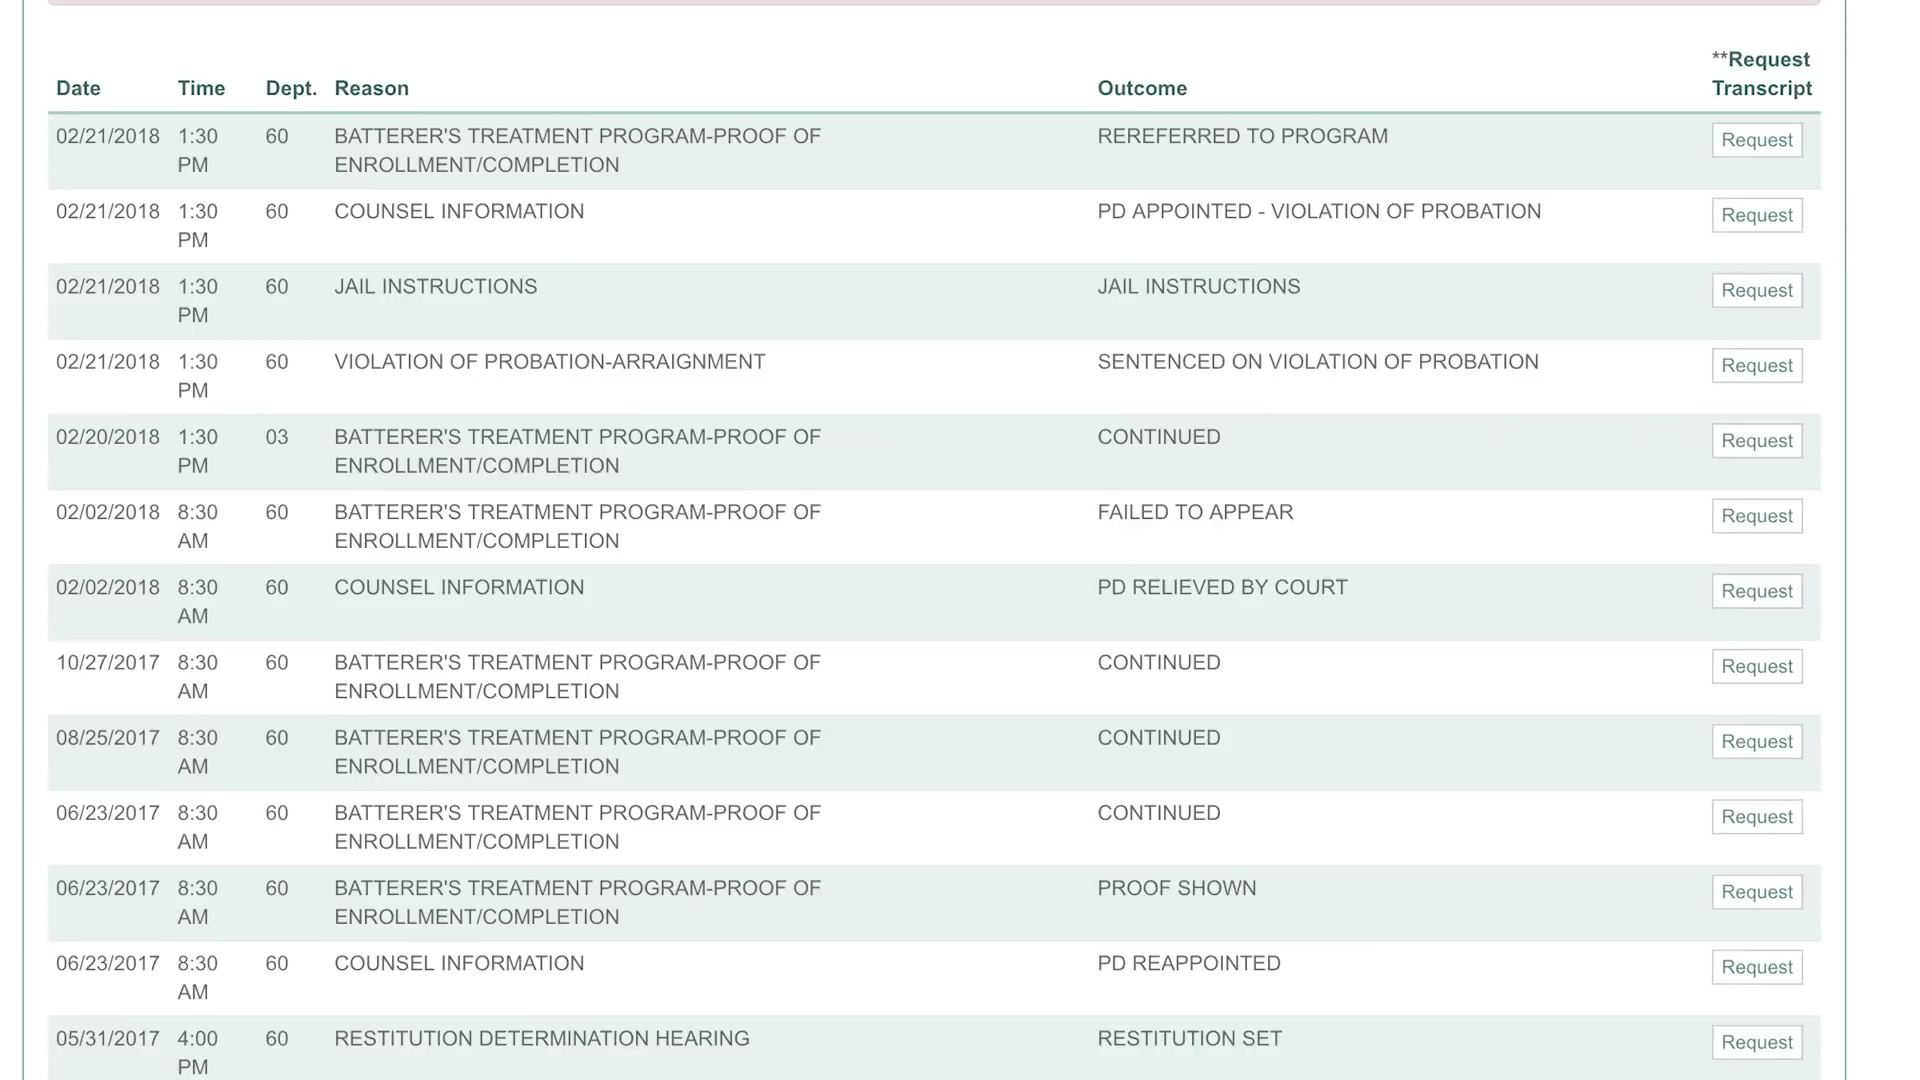 **Request
Date Time Dept. Reason Outcome Transcript
02/21/2018 1:30 60 BATTERER'S TREATMENT PROGRAM-PROOF OF REREFERRED TO PROGRAM Request
PM ENROLLMENT/COMPLETION
02/21/2018 1:30 60 COUNSEL INFORMATION PD APPOINTED - VIOLATION OF PROBATION Request
PM
02/21/2018 1:30 60 JAIL INSTRUCTIONS JAIL INSTRUCTIONS Request
PM
02/21/2018 1:30 60 VIOLATION OF PROBATION-ARRAIGNMENT SENTENCED ON VIOLATION OF PROBATION Request
PM
02/20/2018 1:30 03 BATTERER'S TREATMENT PROGRAM-PROOF OF CONTINUED Request
PM ENROLLMENT/COMPLETION
02/02/2018 8:30 60 BATTERER'S TREATMENT PROGRAM-PROOF OF FAILED TO APPEAR Request
AM ENROLLMENT/COMPLETION
02/02/2018 8:30 60 COUNSEL INFORMATION PD RELIEVED BY COURT Request
AM
10/27/2017 8:30 60 BATTERER'S TREATMENT PROGRAM-PROOF OF CONTINUED Request
AM ENROLLMENT/COMPLETION
08/25/2017 8:30 60 BATTERER'S TREATMENT PROGRAM-PROOF OF CONTINUED Request
AM ENROLLMENT/COMPLETION
06/23/2017 8:30 60 BATTERER'S TREATMENT PROGRAM-PROOF OF CONTINUED Request
AM ENROLLMENT/COMPLETION
06/23/2017 8:30 60 BATTERER'S TREATMENT PROGRAM-PROOF OF PROOF SHOWN Request
AM ENROLLMENT/COMPLETION
06/23/2017 8:30 60 COUNSEL INFORMATION PD REAPPOINTED Request
AM
05/31/2017 4:00 60 RESTITUTION DETERMINATION HEARING RESTITUTION SET Request
PM